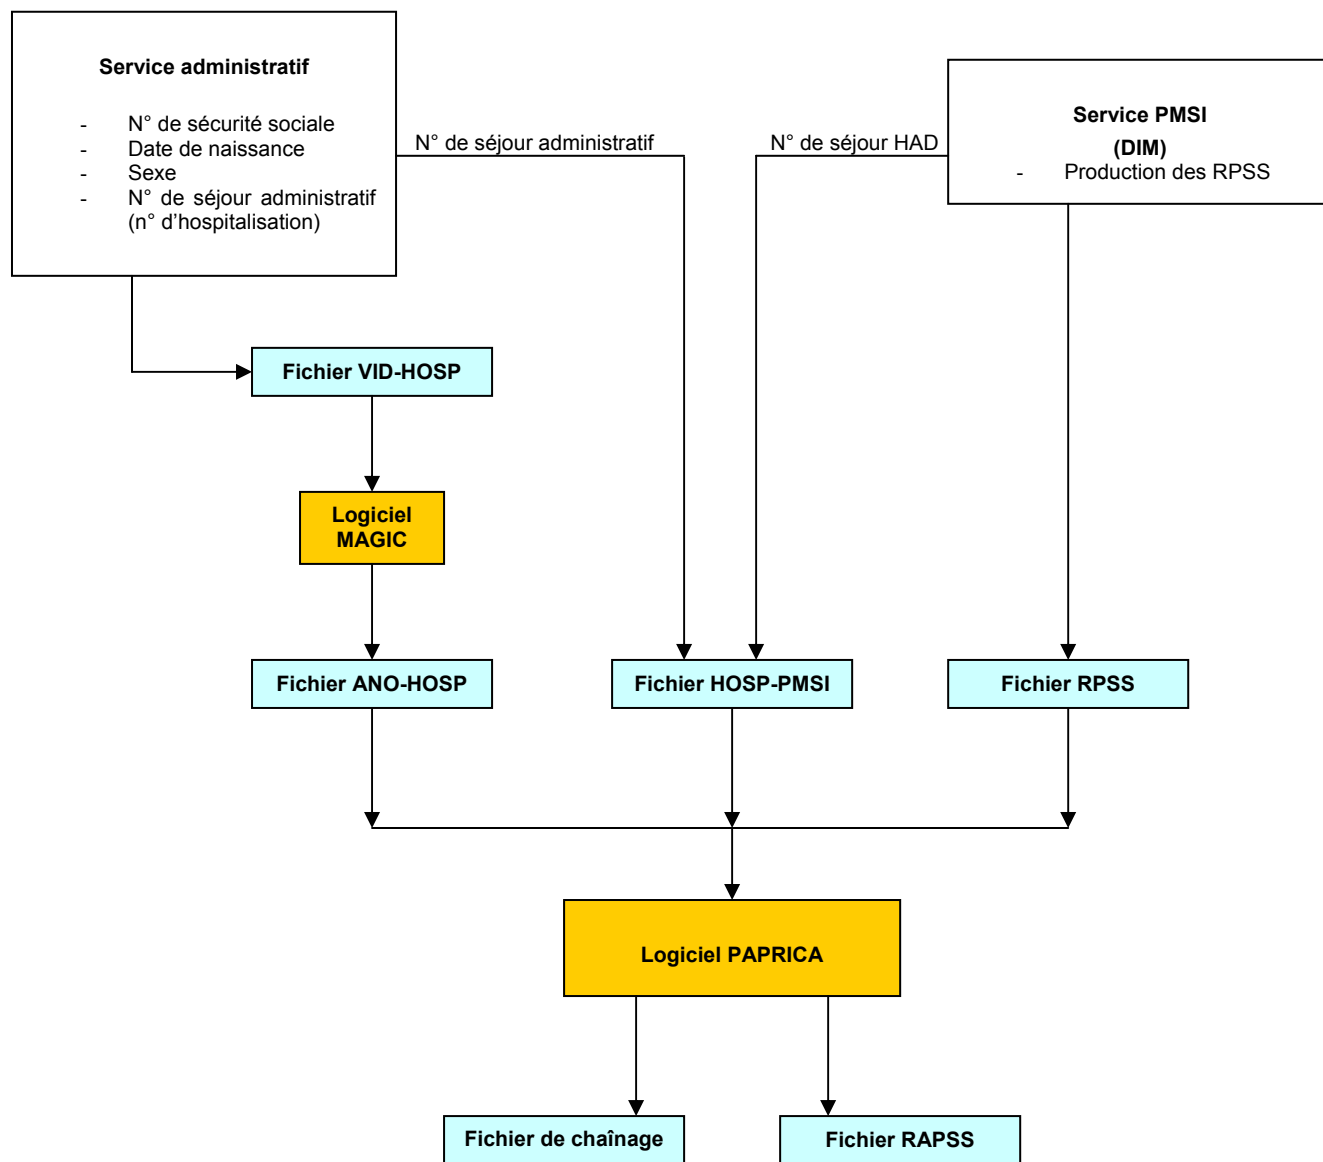 Service administratif
- N° de sécurité sociale
- Date de naissance
- Sexe
- N° de séjour administratif
(n° d'hospitalisation)
N° de séjour administratif
N° de séjour HAD
Service PMSI
(DIM)
- Production des RPSS
Fichier VID-HOSP
Logiciel
MAGIC
Fichier ANO-HOSP
Fichier HOSP-PMSI
Fichier RPSS
Logiciel PAPRICA
Fichier de chaînage
Fichier RAPSS